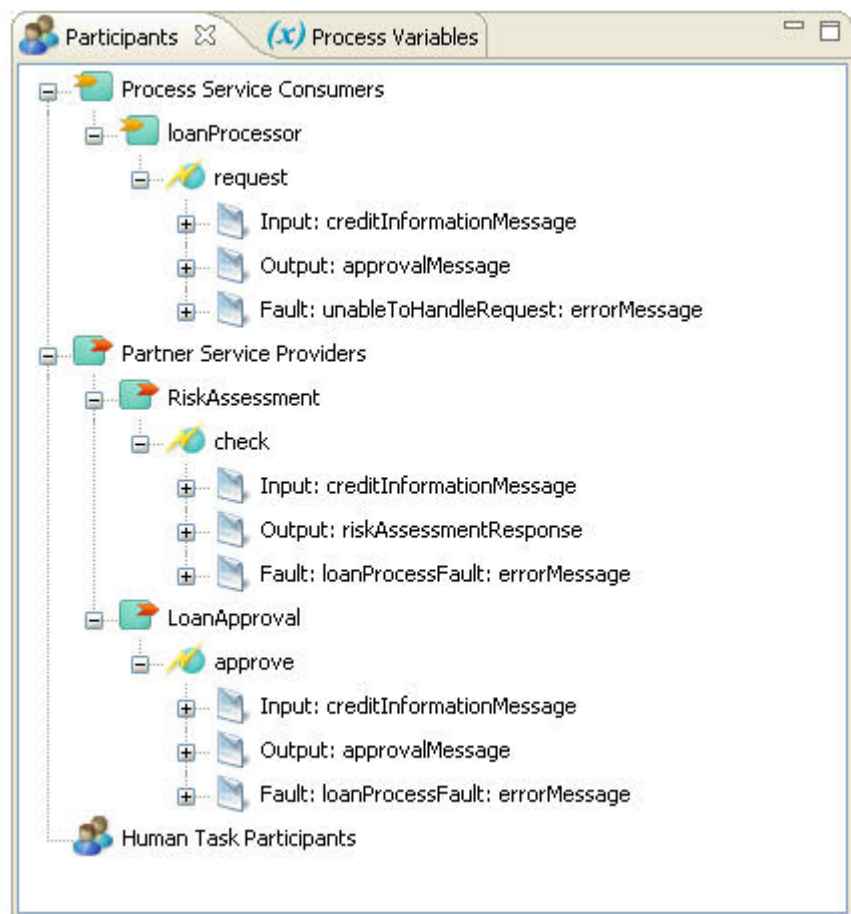 Participants (x) Process Variables
Process Service Consumers
loanProcessor
request
Input: creditInformationMessage
Output: approvalMessage
Fault: unableToHandleRequest: errorMessage
Partner Service Providers
RiskAssessment
check
Input: creditInformationMessage
Output: riskAssessmentResponse
Fault: loanProcessFault: errorMessage
LoanApproval
approve
Input: creditInformationMessage
Output: approvalMessage
Fault: loanProcessFault: errorMessage
Human Task Participants